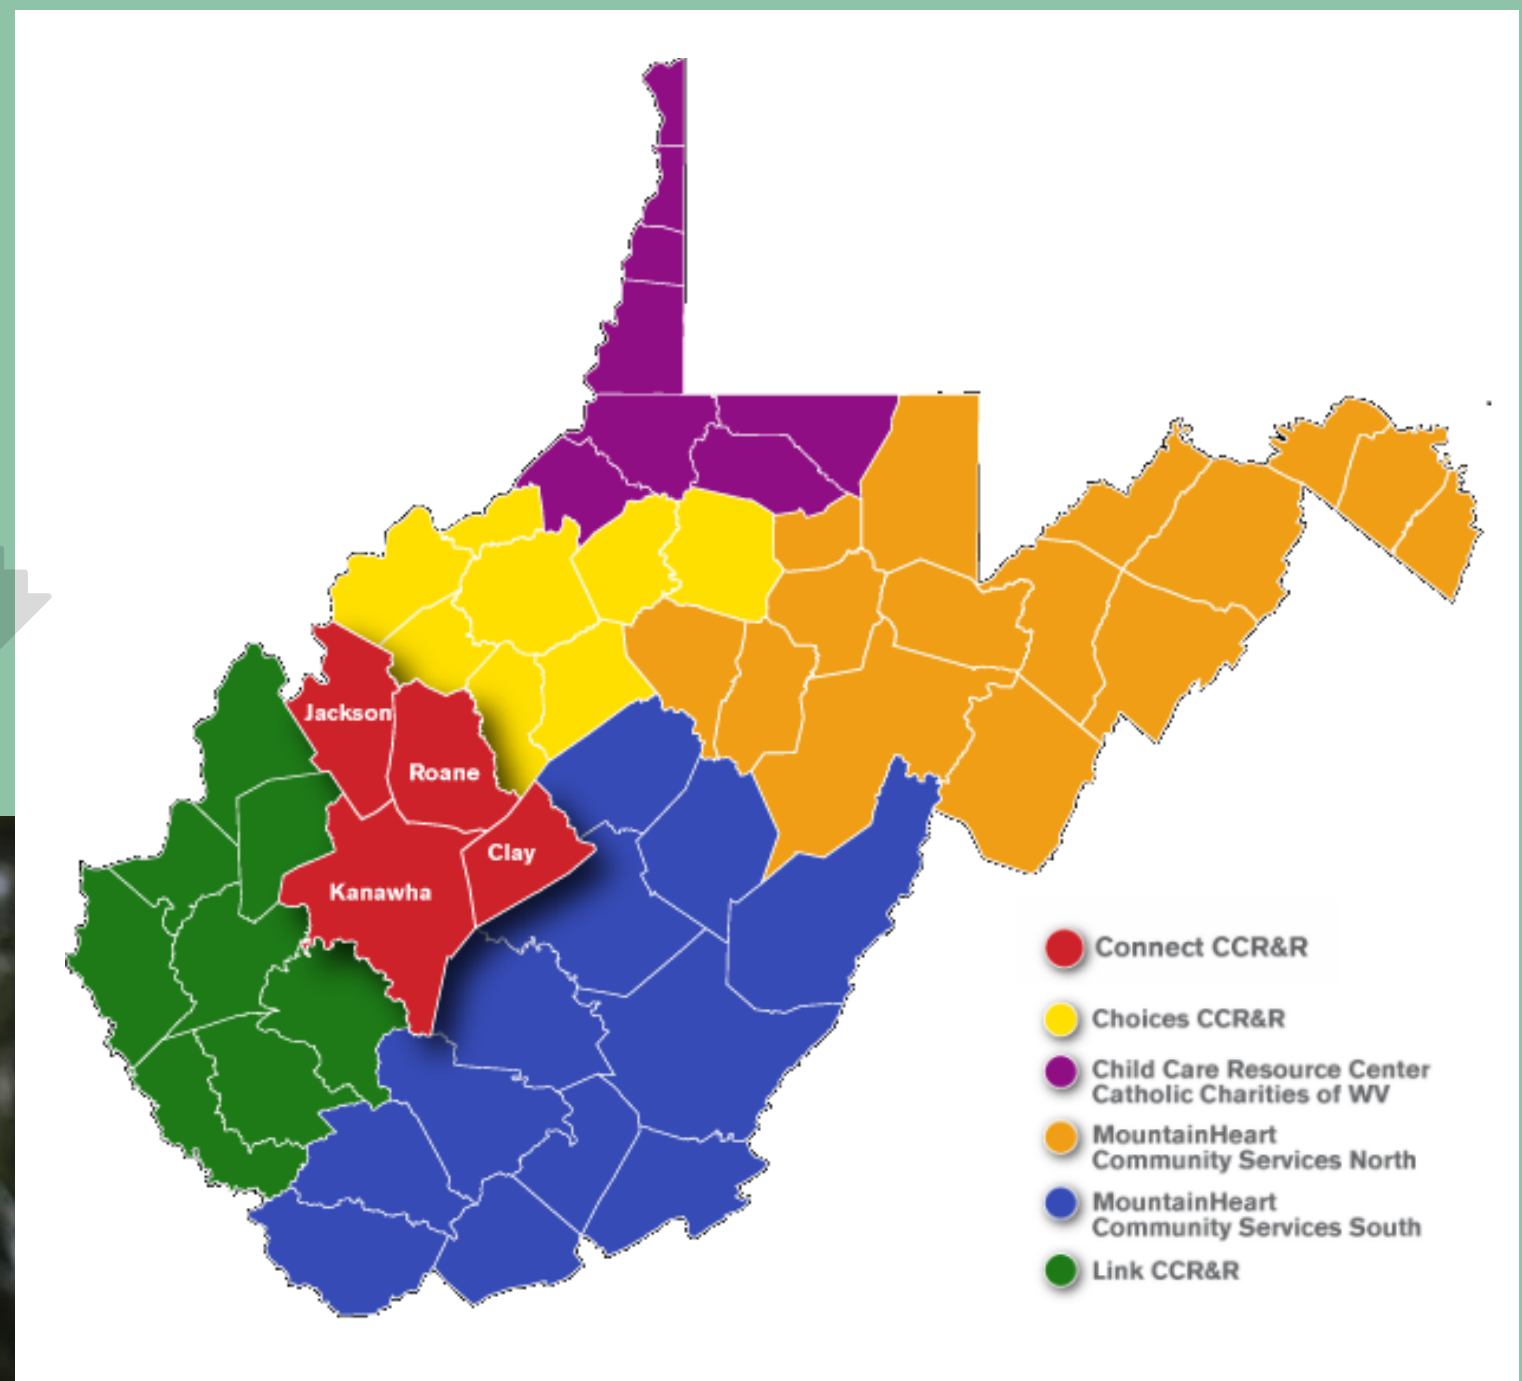 Jackson
Roane
Clay
Kanawha
Connect CCR&R
Choices CCR&R
Child Care Resource Center
Catholic Charities of WV
MountainHeart
Community Services North
MountainHeart
Community Services South
Link CCR&R